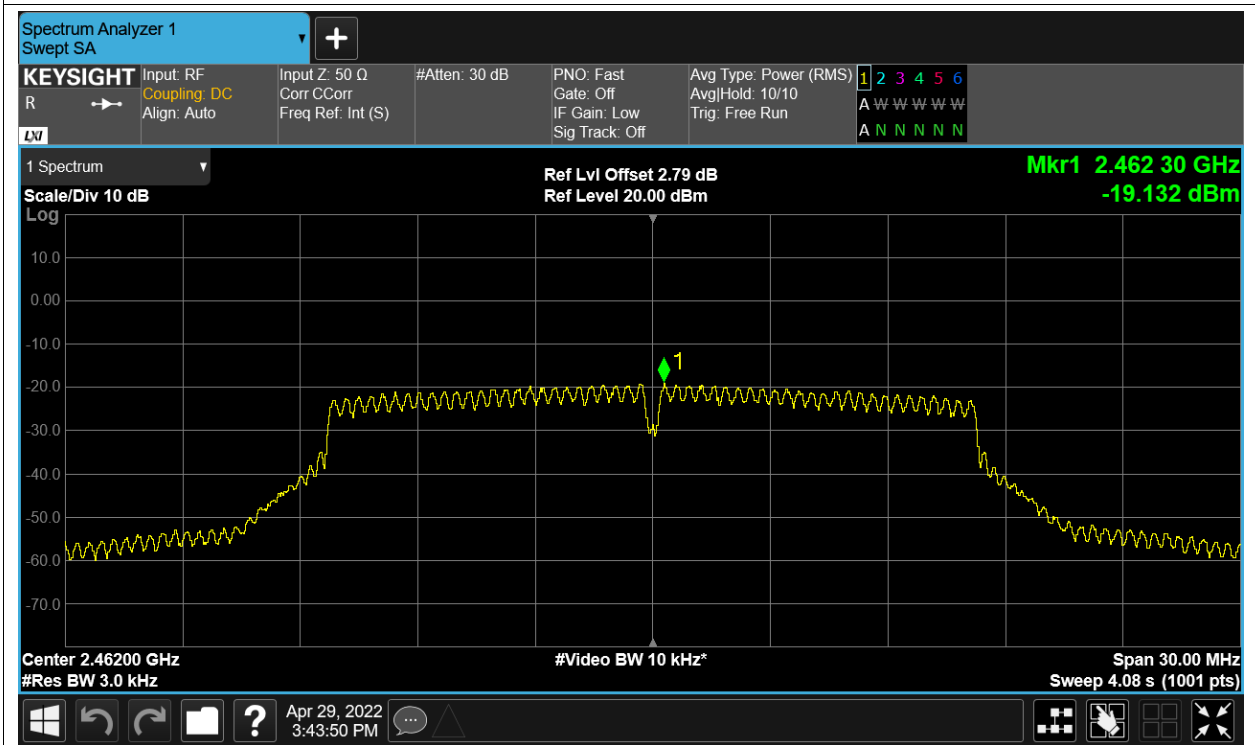 Spectrum Analyzer 1
Swept SA
KEYSIGHT
R
LXI
Input: RF
Coupling: DC
Align: Auto
Input Z: 50 Ω
Corr CCorr
Freq Ref: Int (S)
#Atten: 30 dB
PNO: Fast
Gate: Off
IF Gain: Low
Sig Track: Off
Avg Type: Power (RMS)
Avg|Hold: 10/10
Trig: Free Run
1 2 3 4 5 6
A W W W W W
A N N N N N
1 Spectrum
Scale/Div 10 dB
Ref Lvl Offset 2.79 dB
Ref Level 20.00 dBm
Mkr1 2.462 30 GHz
-19.132 dBm
Log
10.0
0.00
-10.0
-20.0
-30.0
-40.0
-50.0
-60.0
-70.0
1
Center 2.46200 GHz
#Res BW 3.0 kHz
#Video BW 10 kHz*
Span 30.00 MHz
Sweep 4.08 s (1001 pts)
?
Apr 29, 2022
3:43:50 PM